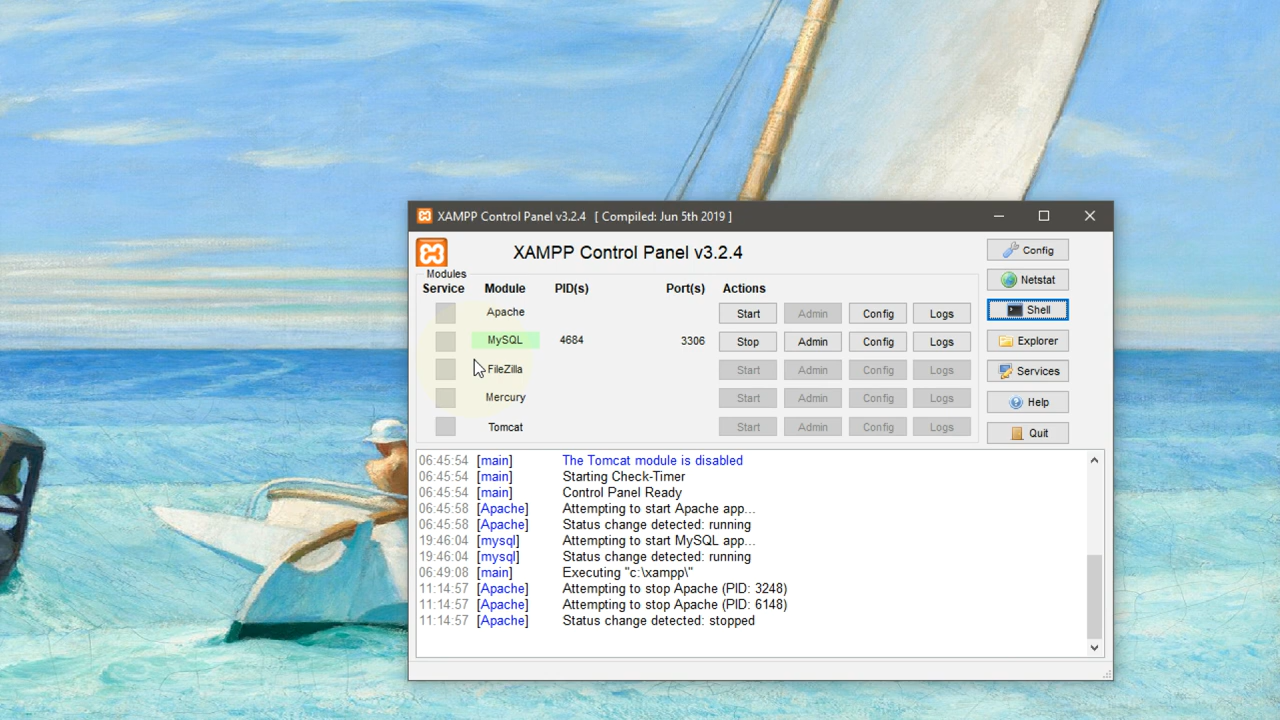 XAMPP Control Panel v3.2.4 [ Compiled: Jun 5th 2019 ]
XAMPP Control Panel v3.2.4
Config
Modules
Service Module PID(s) Port(s) Actions
Netstat
Apache Start Admin Config Logs
Shell
MySQL 4684 3306 Stop Admin Config Logs
Explorer
FileZilla Start Admin Config Logs
Services
Mercury Start Admin Config Logs
Help
Tomcat Start Admin Config Logs
Quit
06:45:54 [main] The Tomcat module is disabled
06:45:54 [main] Starting Check-Timer
06:45:54 [main] Control Panel Ready
06:45:58 [Apache] Attempting to start Apache app...
06:45:58 [Apache] Status change detected: running
19:46:04 [mysql] Attempting to start MySQL app...
19:46:04 [mysql] Status change detected: running
06:49:08 [main] Executing "c:\xampp\"
11:14:57 [Apache] Attempting to stop Apache (PID: 3248)
11:14:57 [Apache] Attempting to stop Apache (PID: 6148)
11:14:57 [Apache] Status change detected: stopped